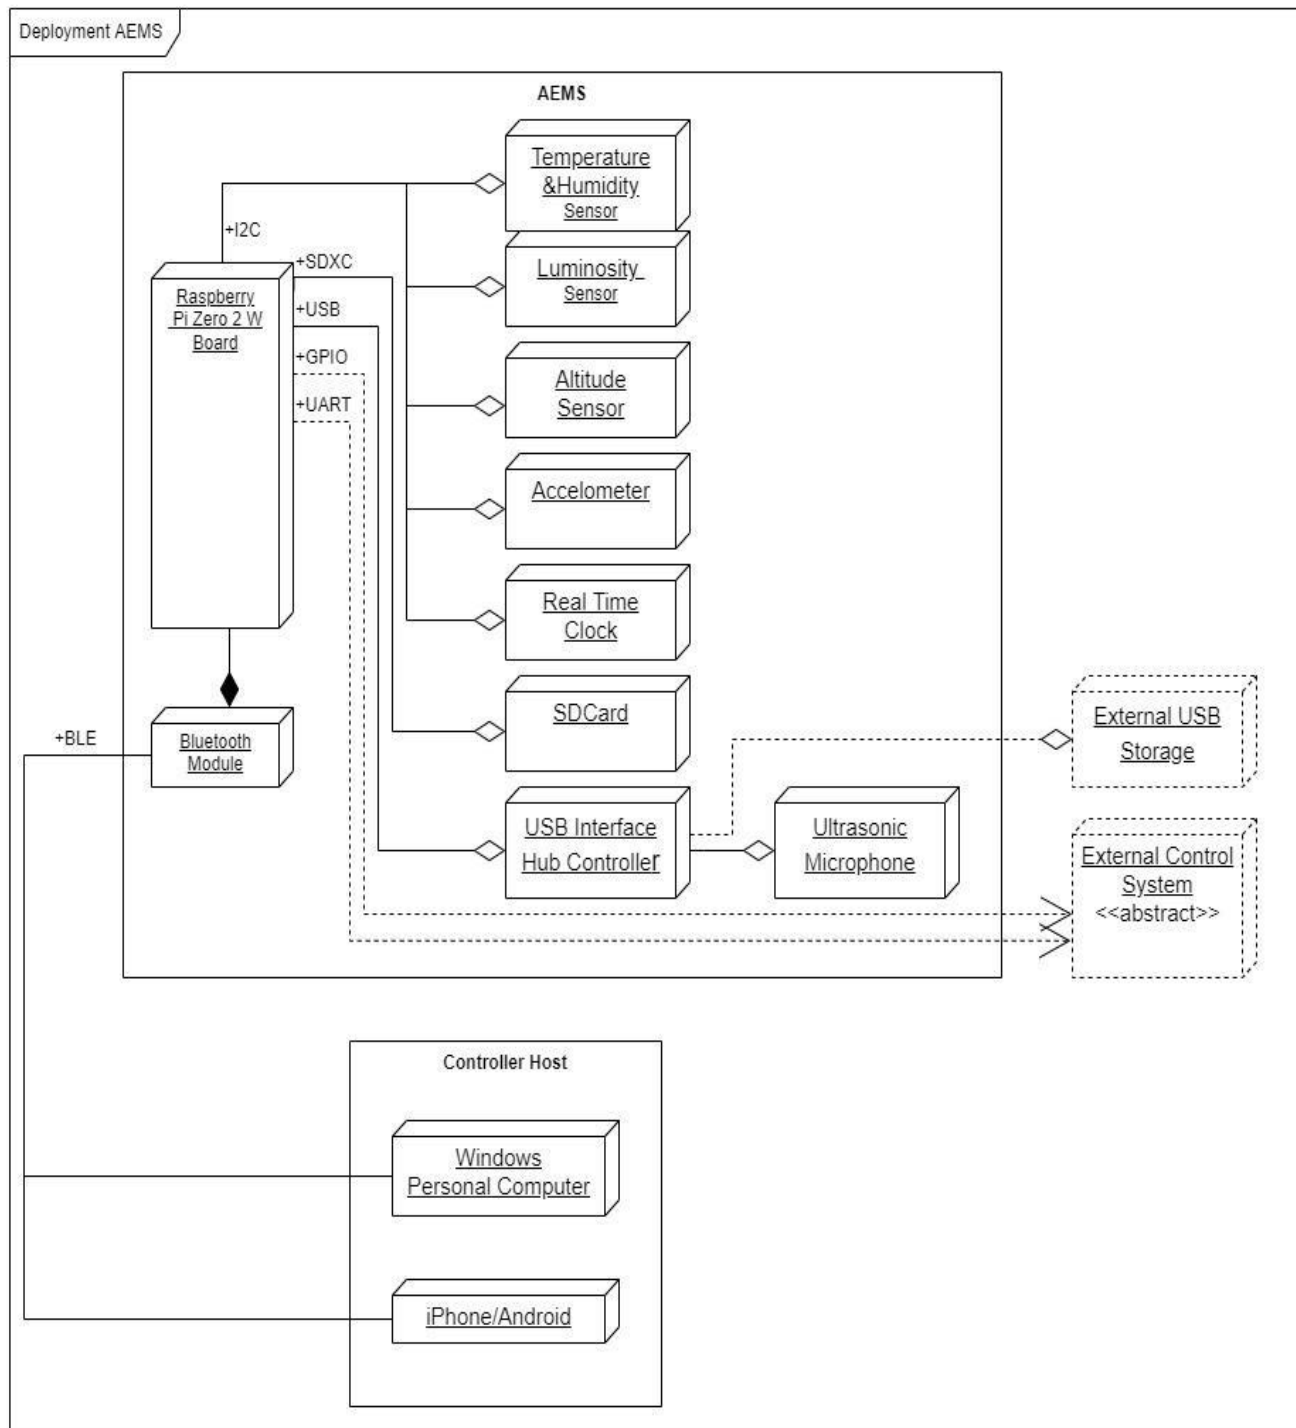 Deployment AEMS
AEMS
Temperature
&Humidity
Sensor
+I2C
Luminosity
Sensor
+SDXC
Raspberry
Pi Zero 2 W
Board
+USB
+GPIO
+UART
Altitude
Sensor
Accelometer
Real Time
Clock
SDCard
External USB
Storage
+BLE
Bluetooth
Module
USB Interface
Hub Controller
Ultrasonic
Microphone
External Control
System
<<abstract>>
Controller Host
Windows
Personal Computer
iPhone/Android